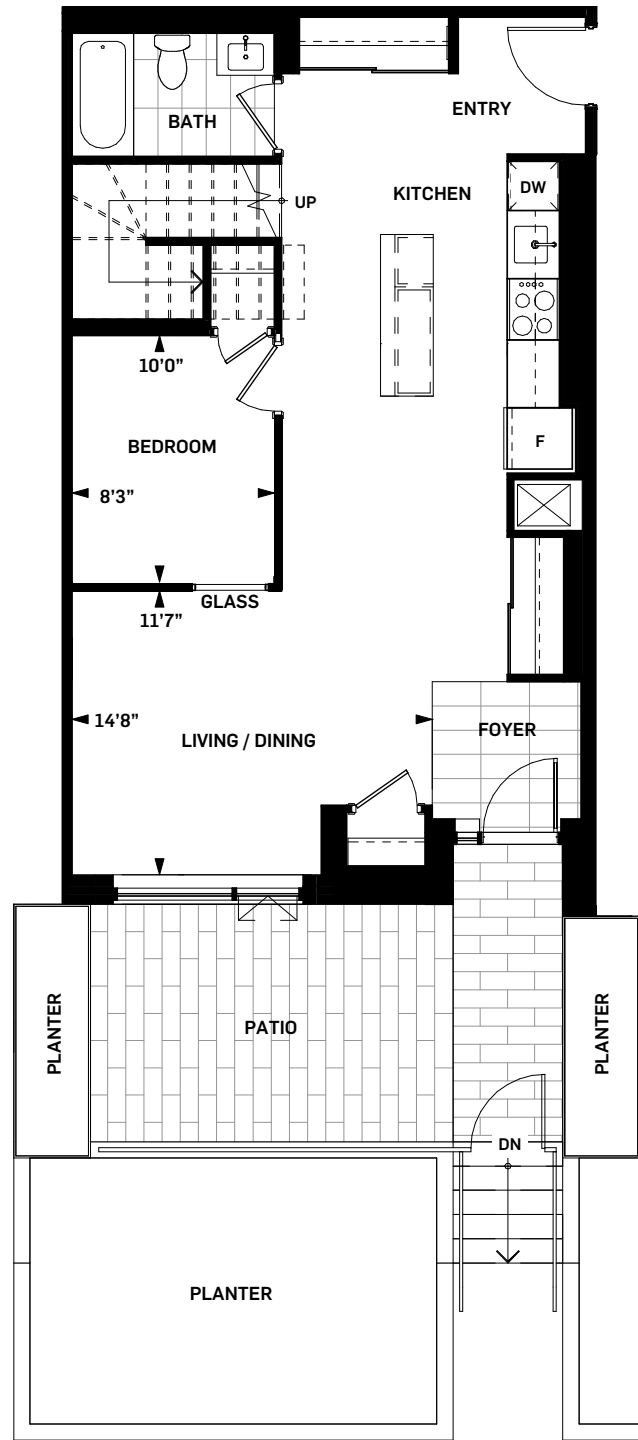 ENTRY
BATH
DW
KITCHEN
UP
10'0”
F
BEDROOM
8'3”
GLASS
11'7”
14'8”
FOYER
LIVING / DINING
PLANTER
PATIO
PLANTER
DN
PLANTER